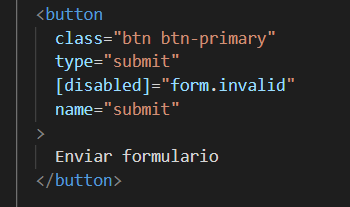 <button
class="btn btn-primary"
type="submit"
[disabled]="form.invalid"
name="submit"
>
Enviar formulario
</button>